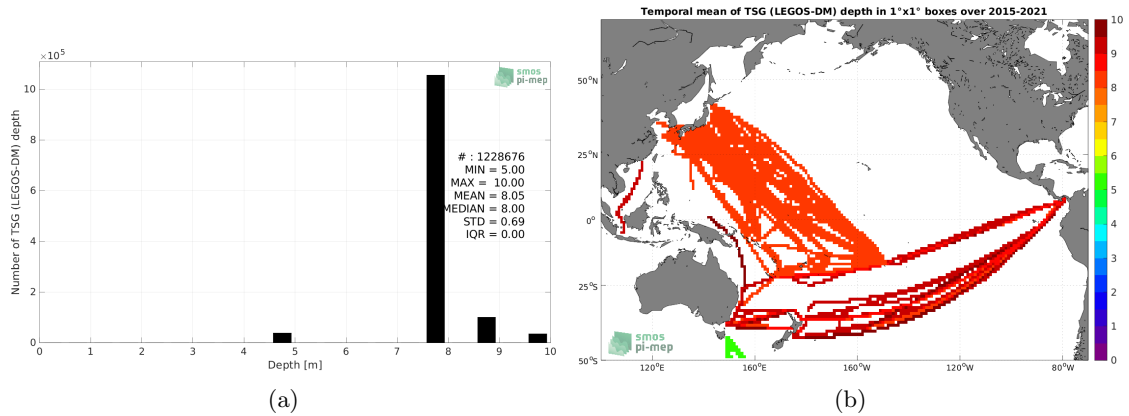 ×10⁵
smos
pi-mep
10
8
6
4
2
0
Number of TSG (LEGOS-DM) depth
# : 1228676
MIN = 5.00
MAX = 10.00
MEAN = 8.05
MEDIAN = 8.00
STD = 0.69
IQR = 0.00
0 1 2 3 4 5 6 7 8 9 10
Depth [m]
(a)
Temporal mean of TSG (LEGOS-DM) depth in 1°x1° boxes over 2015-2021
50°N
25°N
0°
25°S
50°S
120°E 160°E 160°W 120°W 80°W
smos
pi-mep
10
9
8
7
6
5
4
3
2
1
0
(b)